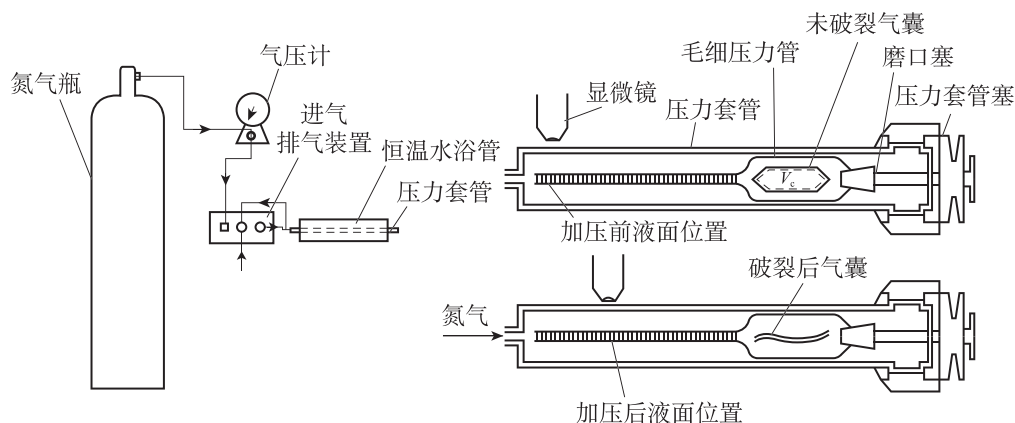 氮气瓶
气压计
进气
排气装置
恒温水浴管
压力套管
未破裂气囊
毛细压力管
磨口塞
显微镜
压力套管
压力套管塞
Vc
加压前液面位置
破裂后气囊
氮气
加压后液面位置